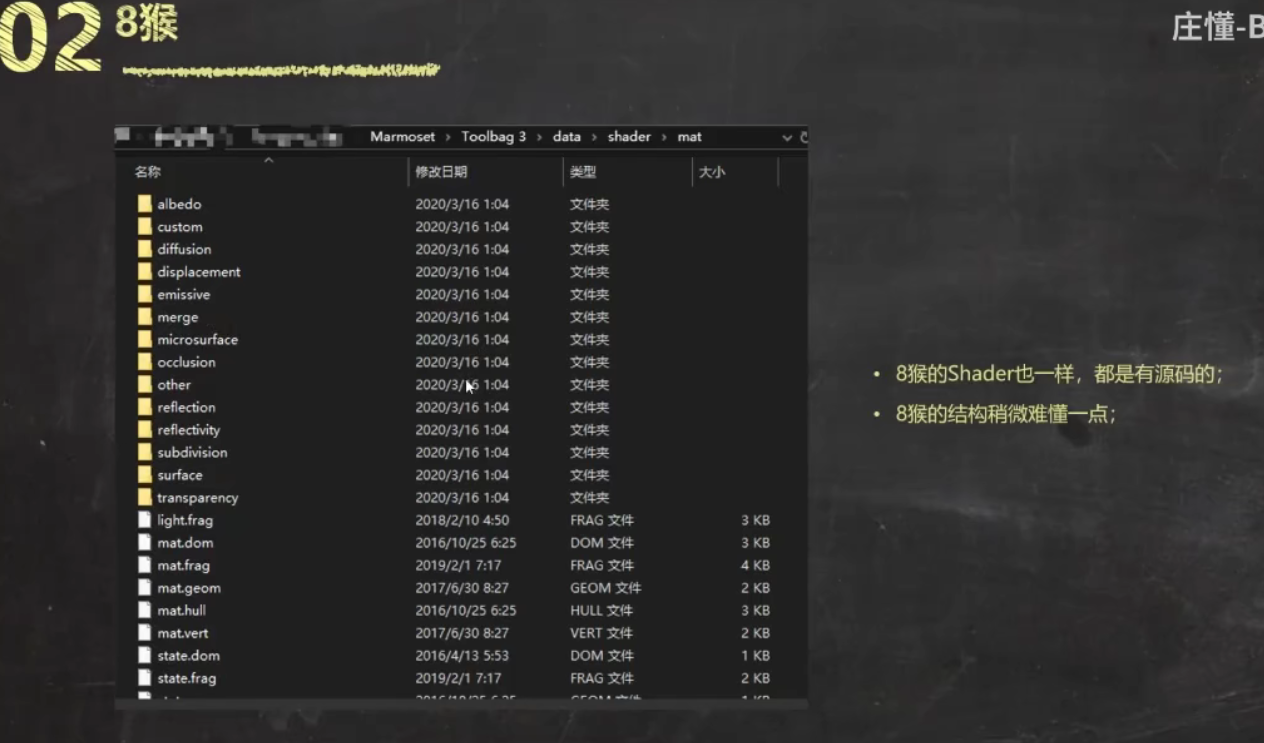 02 8猴
庄懂-B
Marmoset › Toolbag 3 › data › shader › mat
名称 修改日期 类型 大小
albedo 2020/3/16 1:04 文件夹
custom 2020/3/16 1:04 文件夹
diffusion 2020/3/16 1:04 文件夹
displacement 2020/3/16 1:04 文件夹
emissive 2020/3/16 1:04 文件夹
merge 2020/3/16 1:04 文件夹
microsurface 2020/3/16 1:04 文件夹
occlusion 2020/3/16 1:04 文件夹
other 2020/3/16 1:04 文件夹
reflection 2020/3/16 1:04 文件夹
reflectivity 2020/3/16 1:04 文件夹
subdivision 2020/3/16 1:04 文件夹
surface 2020/3/16 1:04 文件夹
transparency 2020/3/16 1:04 文件夹
light.frag 2018/2/10 4:50 FRAG 文件 3 KB
mat.dom 2016/10/25 6:25 DOM 文件 3 KB
mat.frag 2019/2/1 7:17 FRAG 文件 4 KB
mat.geom 2017/6/30 8:27 GEOM 文件 2 KB
mat.hull 2016/10/25 6:25 HULL 文件 3 KB
mat.vert 2017/6/30 8:27 VERT 文件 2 KB
state.dom 2016/4/13 5:53 DOM 文件 1 KB
state.frag 2019/2/1 7:17 FRAG 文件 2 KB
• 8猴的Shader也一样，都是有源码的；
• 8猴的结构稍微难懂一点；